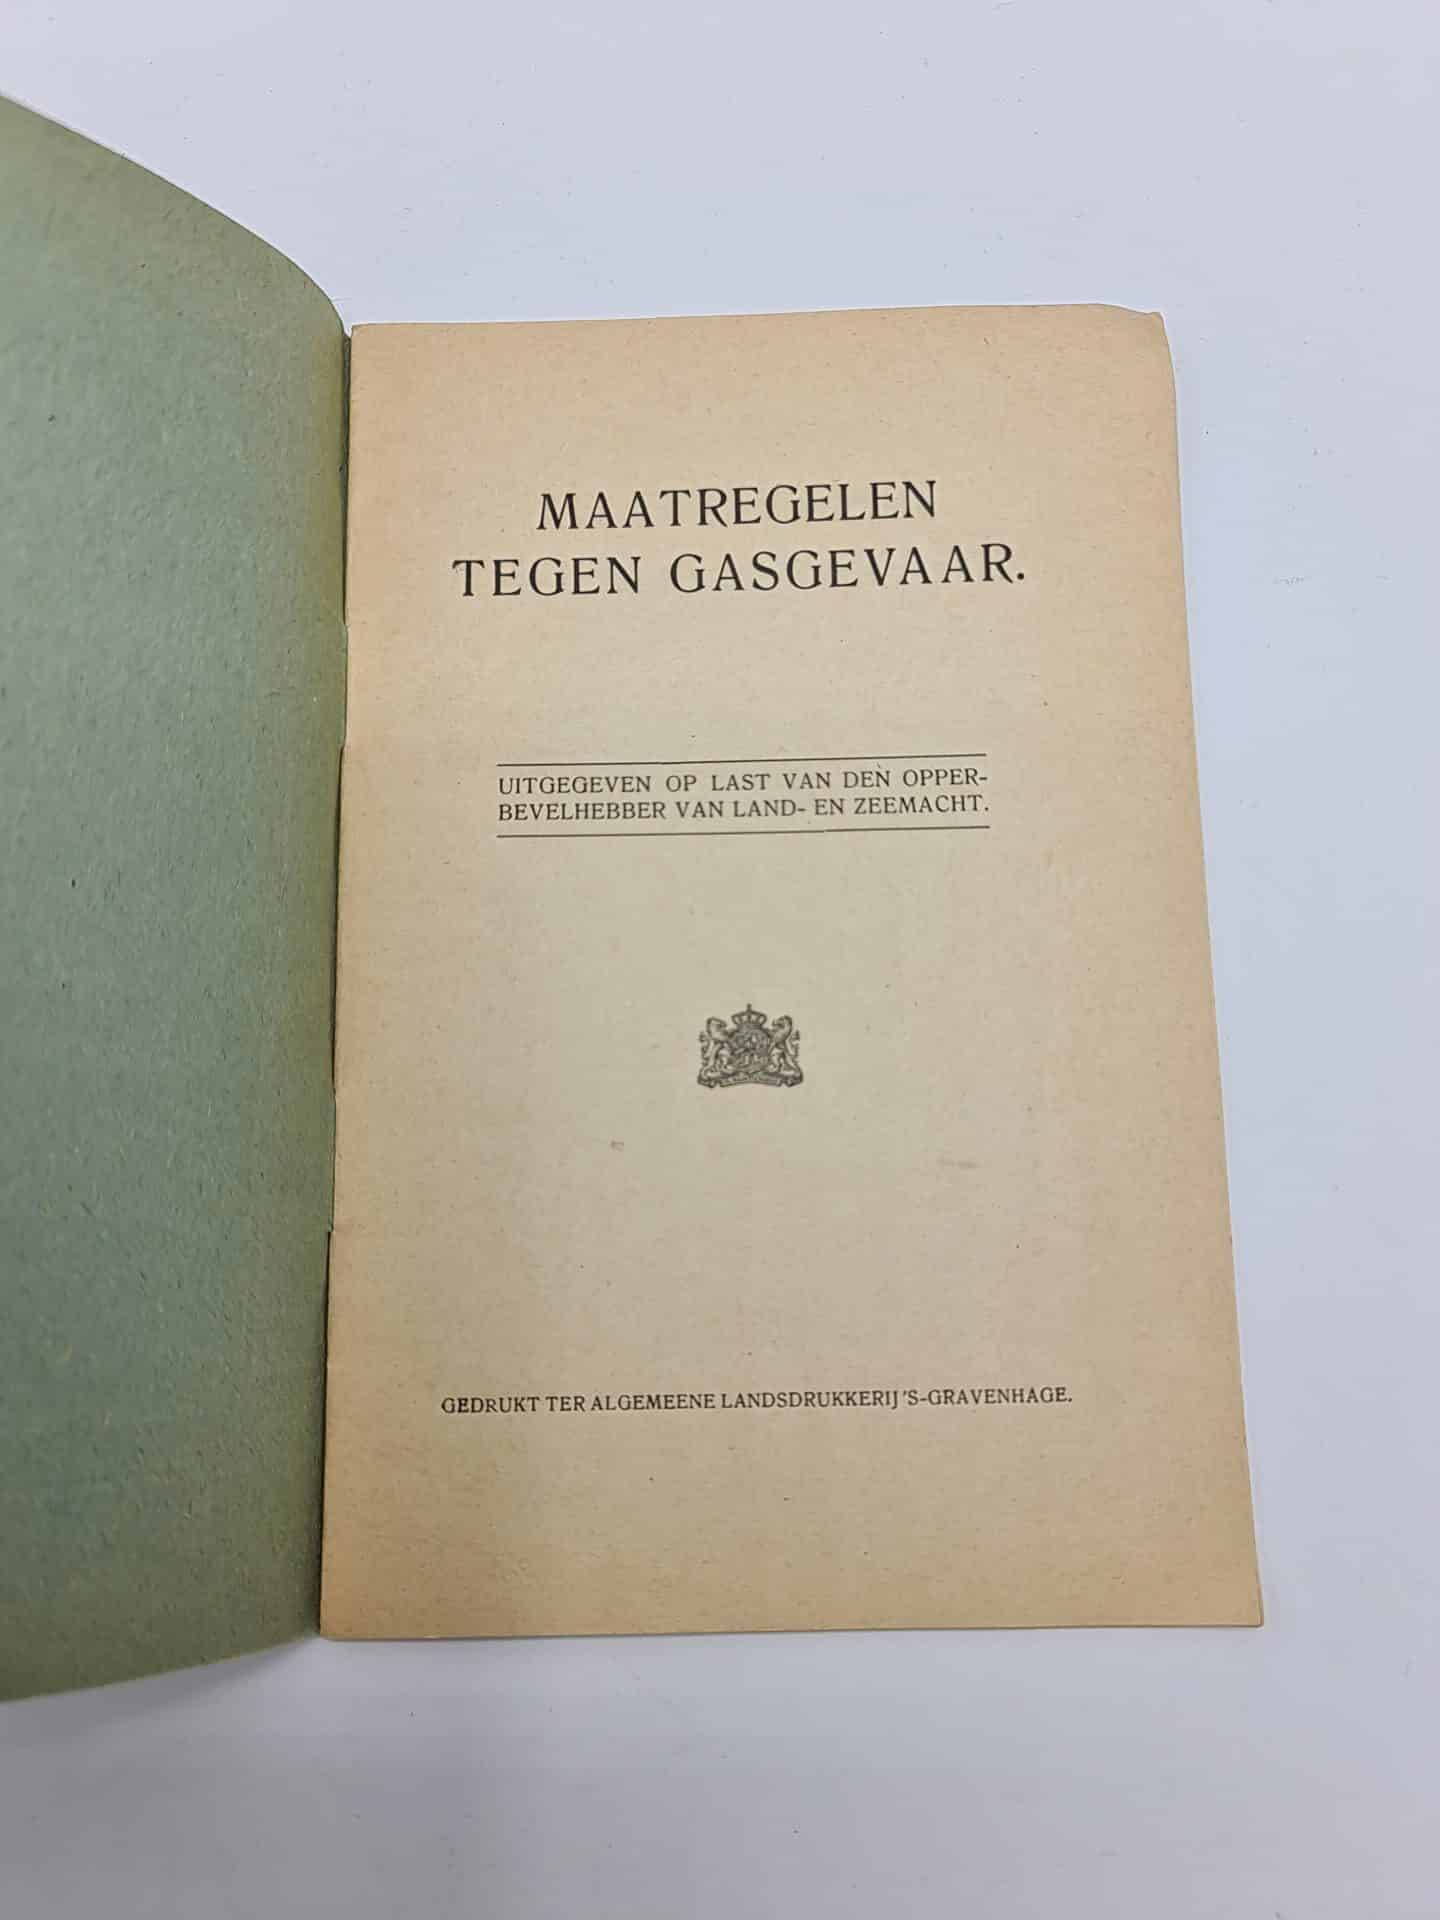 MAATREGELEN
TEGEN GASGEVAAR.
UITGEGEVEN OP LAST VAN DEN OPPER-
BEVELHEBBER VAN LAND- EN ZEEMACHT.
GEDRUKT TER ALGEMEENE LANDSDRUKKERIJ 'S-GRAVENHAGE.